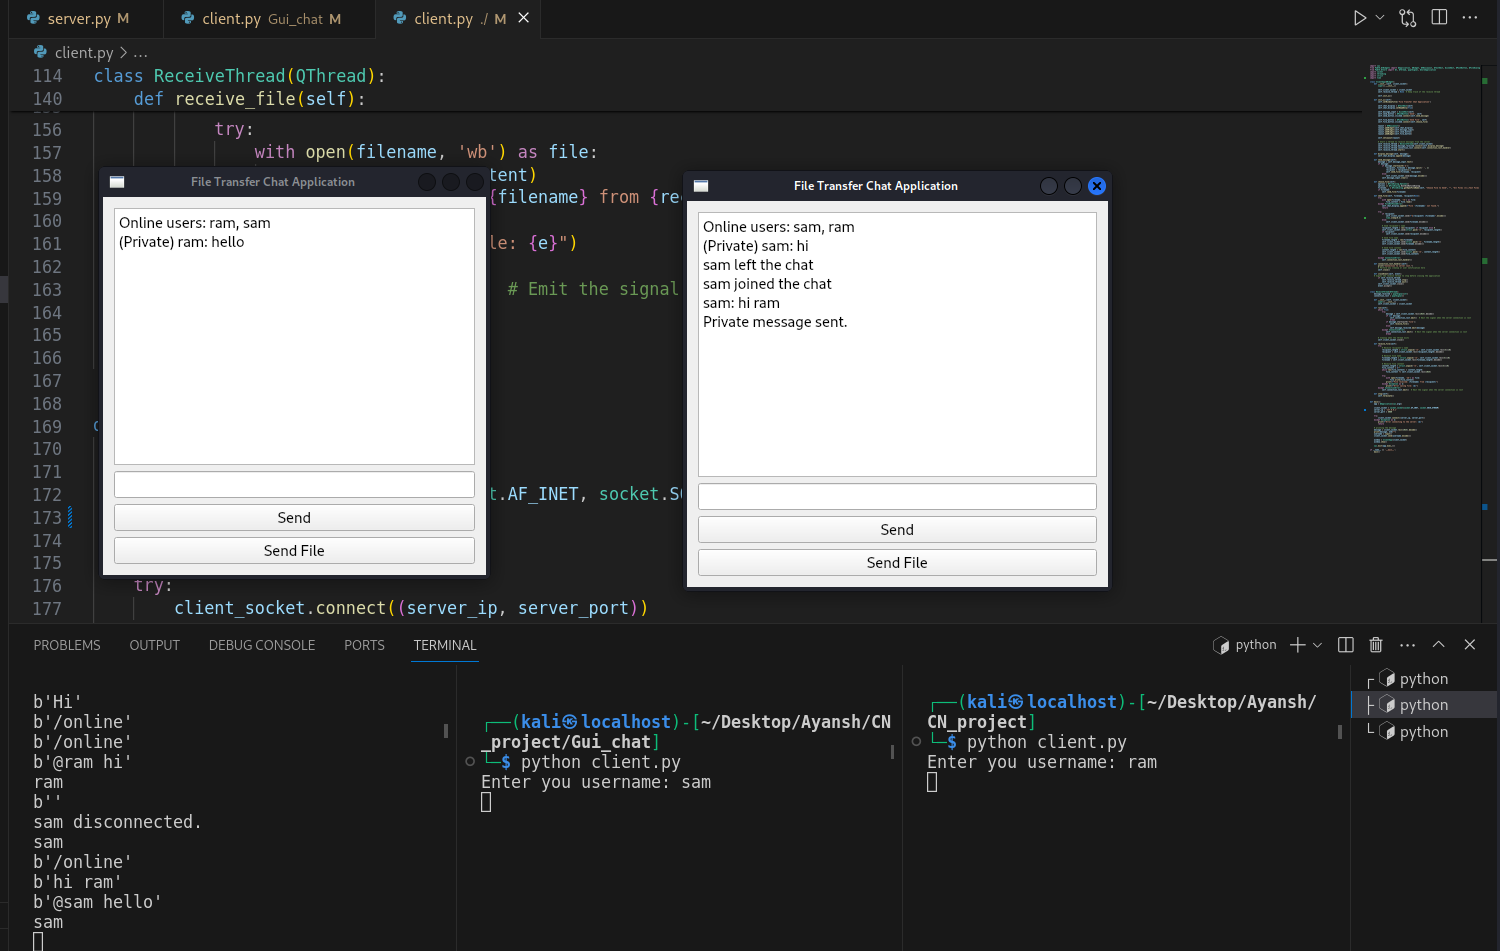 server.py M
client.py Gui_chat M
client.py ./ M
client.py > ...
114 class ReceiveThread(QThread):
140 def receive_file(self):
156 try:
157 with open(filename, 'wb') as file:
158 tent)
159 {filename} from {rec
160
161 le: {e}")
162
163 # Emit the signal
164
165
166
167
168
169
170
171
172 t.AF_INET, socket.SO
173
174
175
176 try:
177 client_socket.connect((server_ip, server_port))
File Transfer Chat Application
Online users: ram, sam
(Private) ram: hello
Send
Send File
File Transfer Chat Application
Online users: sam, ram
(Private) sam: hi
sam left the chat
sam joined the chat
sam: hi ram
Private message sent.
Send
Send File
PROBLEMS OUTPUT DEBUG CONSOLE PORTS TERMINAL
python
b'Hi'
b'/online'
b'/online'
b'@ram hi'
ram
b''
sam disconnected.
sam
b'/online'
b'hi ram'
b'@sam hello'
sam
┌──(kali㉿localhost)-[~/Desktop/Ayansh/CN
_project/Gui_chat]
└─$ python client.py
Enter you username: sam
┌──(kali㉿localhost)-[~/Desktop/Ayansh/
CN_project]
└─$ python client.py
Enter you username: ram
python
python
python